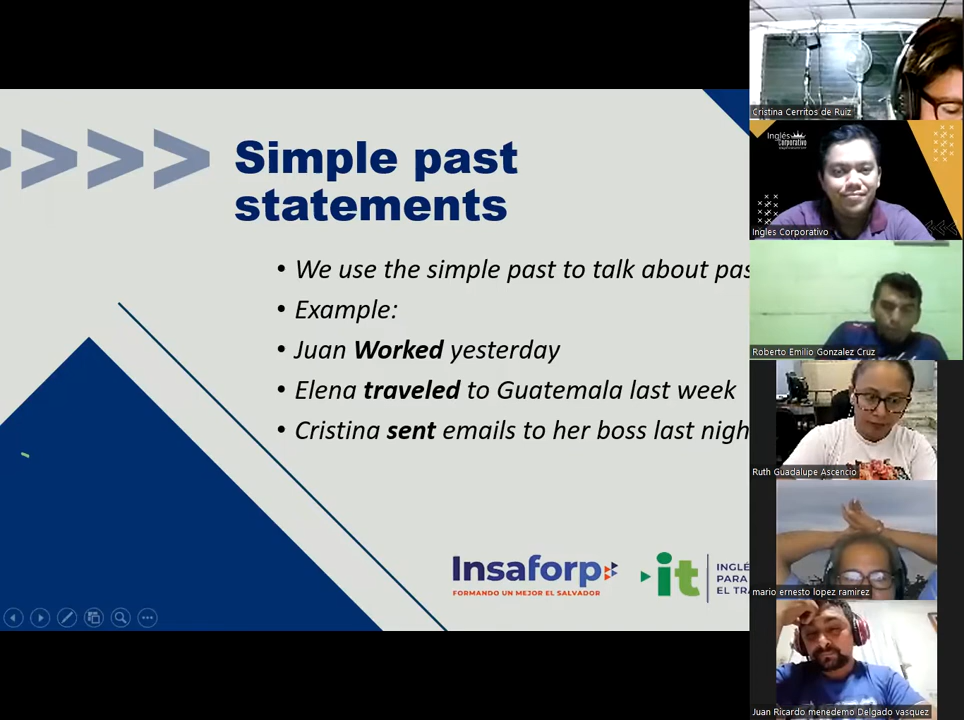 Simple past
statements
• We use the simple past to talk about pas
• Example:
• Juan Worked yesterday
• Elena traveled to Guatemala last week
• Cristina sent emails to her boss last nigh
Insaforp
FORMANDO UN MEJOR EL SALVADOR
it
INGLÉ
PARA
EL TRA
Cristina Cerritos de Ruiz
Inglés
Corporativo
Ingles Corporativo
Roberto Emilio Gonzalez Cruz
Ruth Guadalupe Ascencio
mario ernesto lopez ramirez
Juan Ricardo menedemo Delgado vasquez